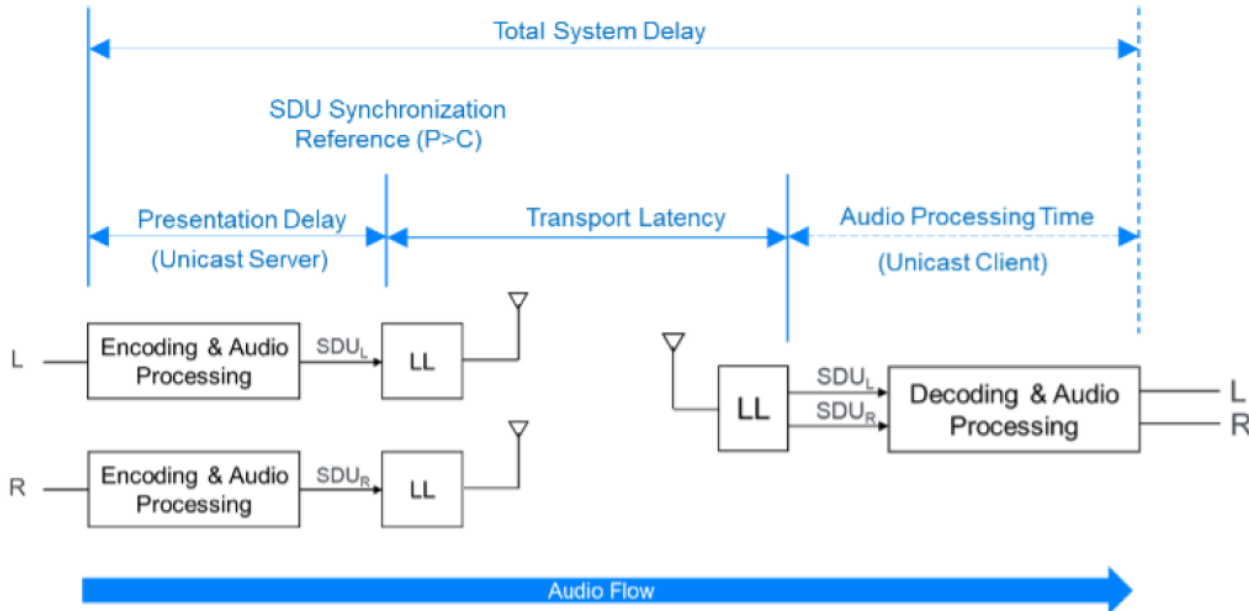 Total System Delay
SDU Synchronization
Reference (P>C)
Presentation Delay
(Unicast Server)
Transport Latency
Audio Processing Time
(Unicast Client)
L
Encoding & Audio
Processing
SDUL
LL
R
Encoding & Audio
Processing
SDUR
LL
LL
SDUL
SDUR
Decoding & Audio
Processing
L
R
Audio Flow